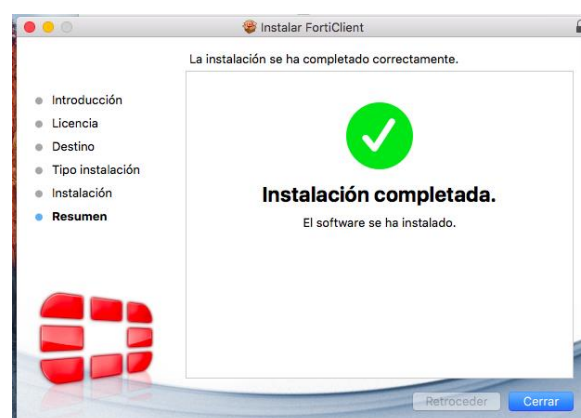 Instalar FortiClient
La instalación se ha completado correctamente.
Introducción
Licencia
Destino
Tipo instalación
Instalación
Resumen
Instalación completada.
El software se ha instalado.
Retroceder
Cerrar